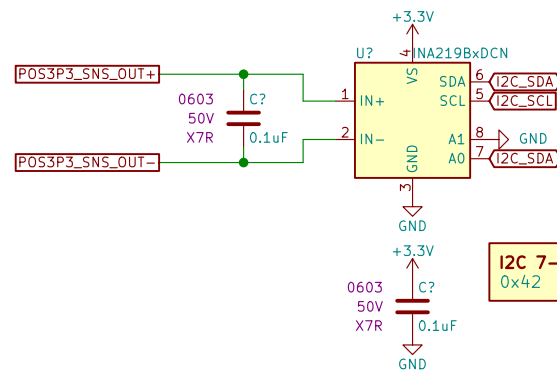 +3.3V
U?
INA219BxDCN
4
VS
POS3P3_SNS_OUT+
SDA
6
I2C_SDA
1
IN+
SCL
5
I2C_SCL
0603
C?
50V
X7R
0.1uF
2
IN-
A1
8
GND
POS3P3_SNS_OUT-
GND
A0
7
I2C_SDA
3
GND
+3.3V
I2C 7-
0x42
0603
C?
50V
X7R
0.1uF
GND